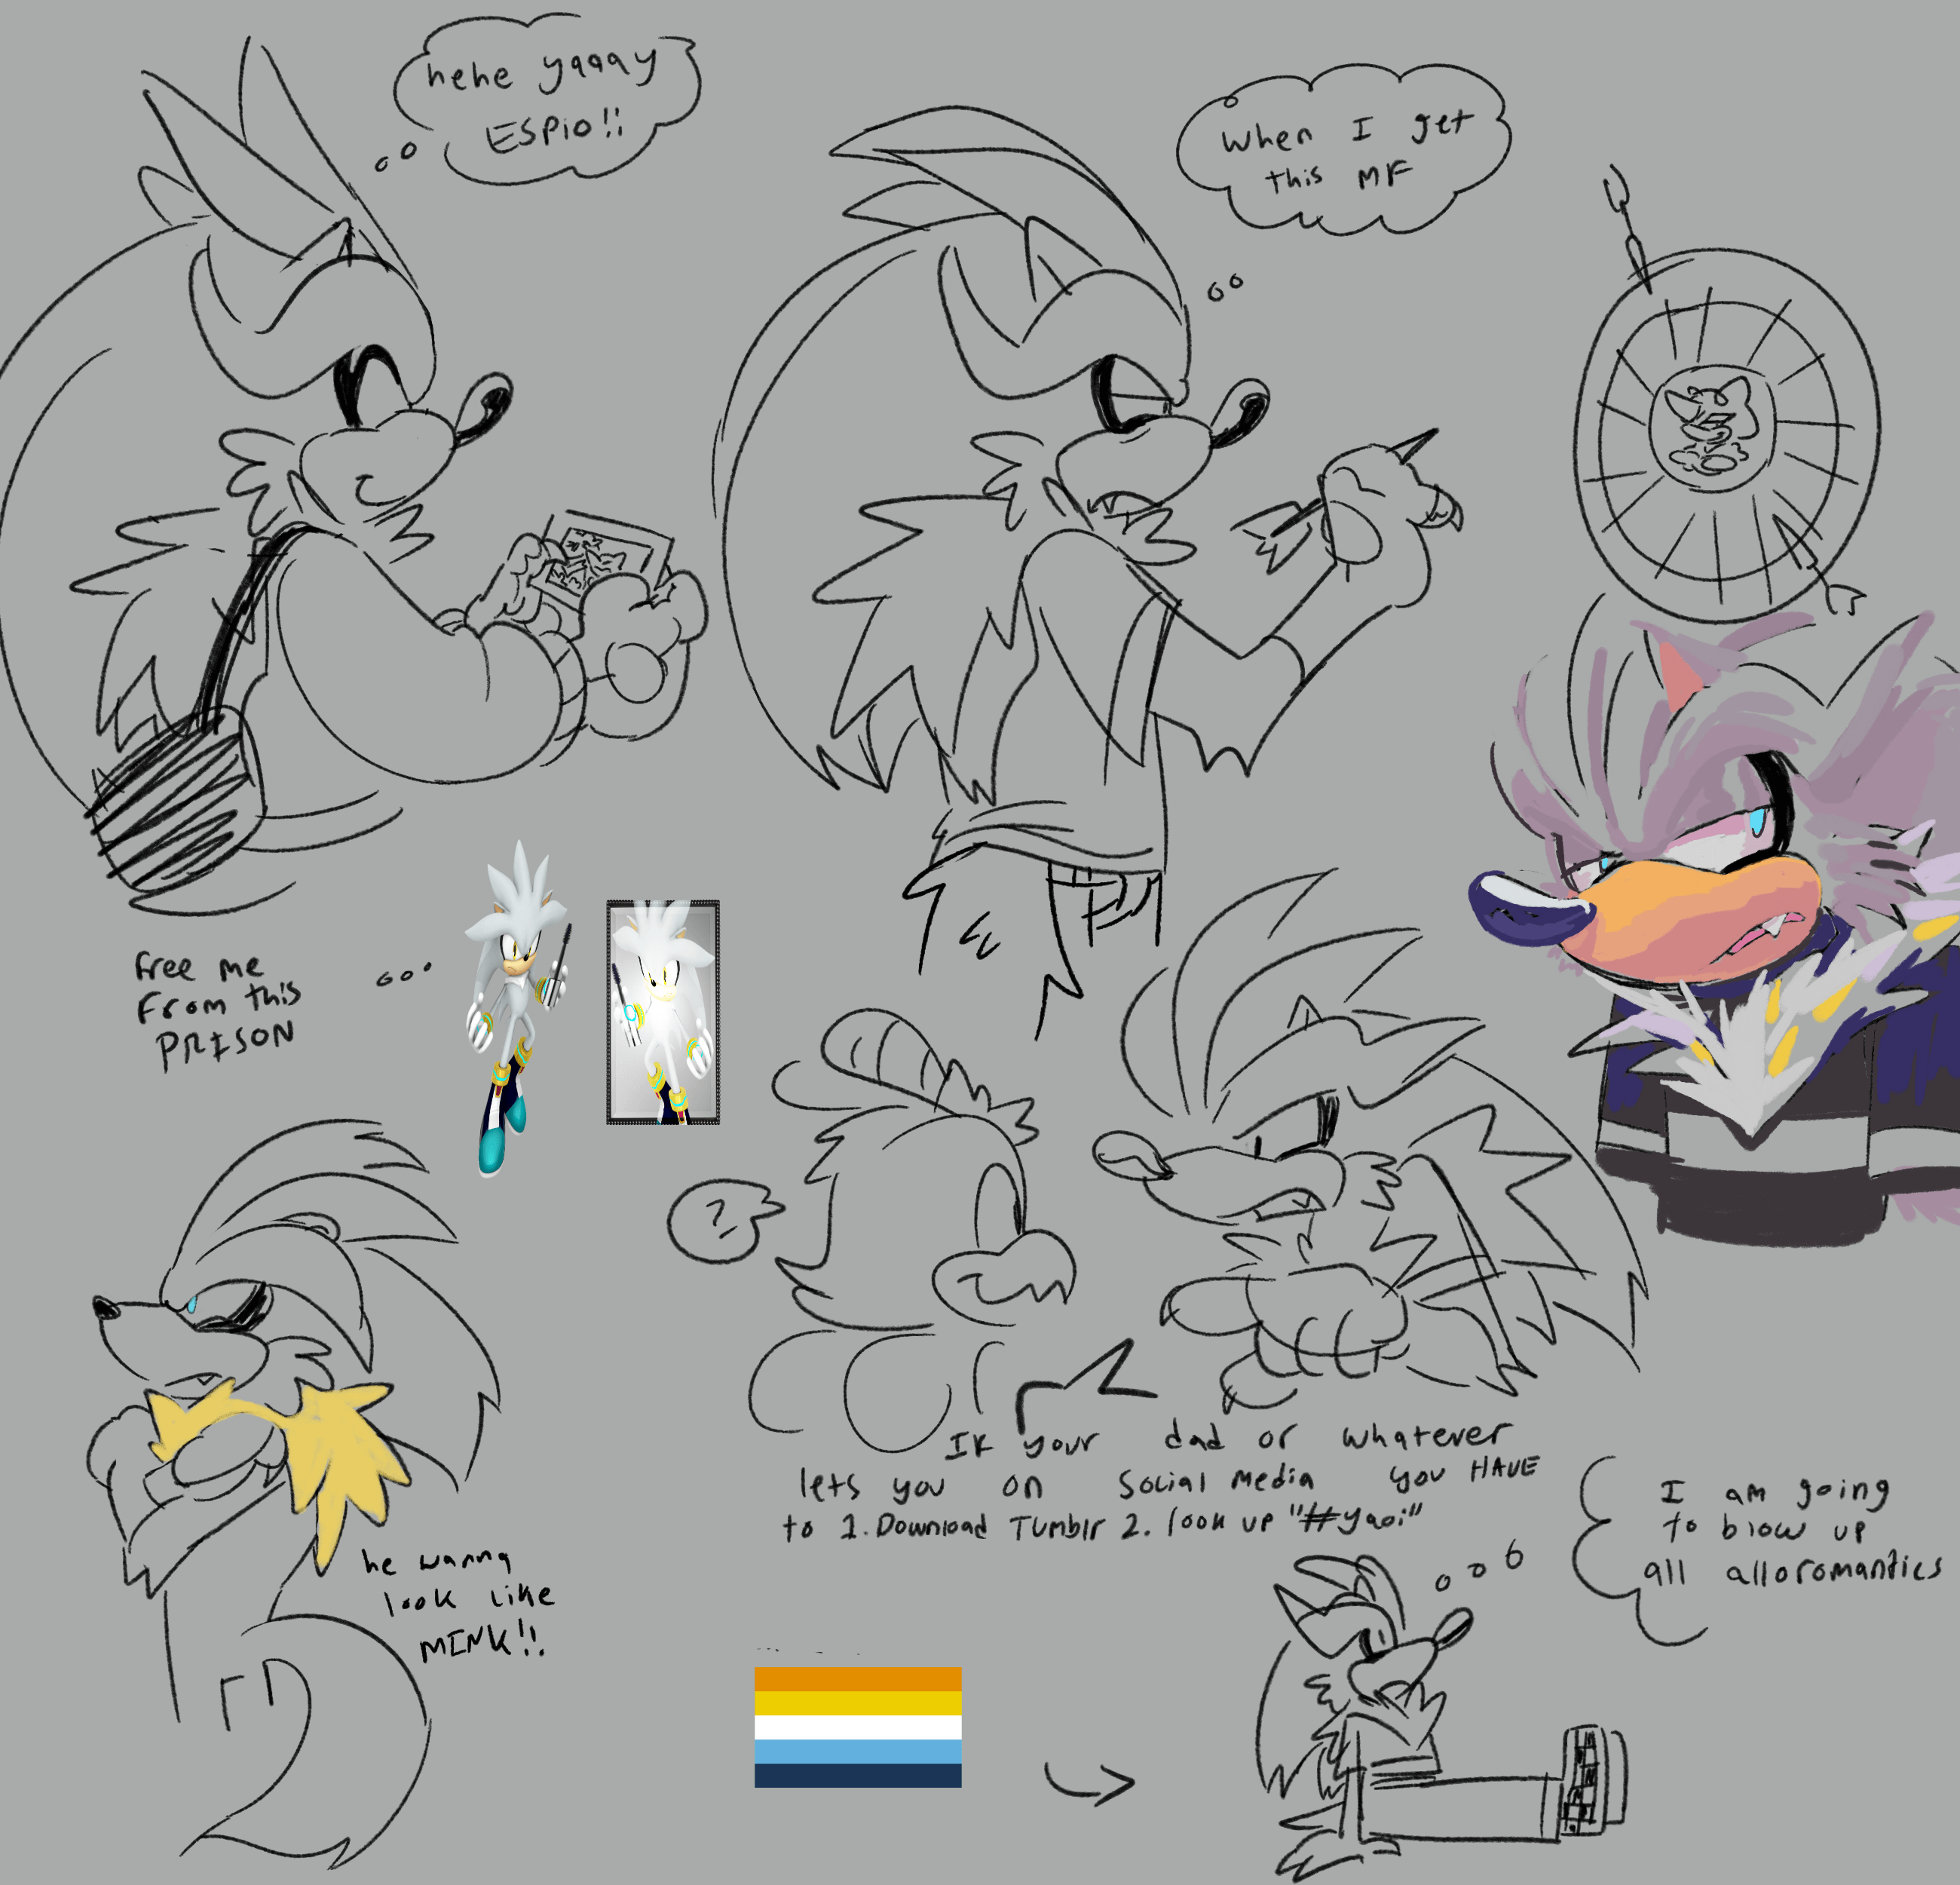 hehe yaaay
ESPio!!
when I get
this MF
free me
from this
PRISON
?
IF your dad or whatever
lets you on Social Media you HAVE
to 1. Download Tumblr 2. look up "#yaoi"
he wanna
look like
MINK!!
I am going
to blow up
all alloromantics